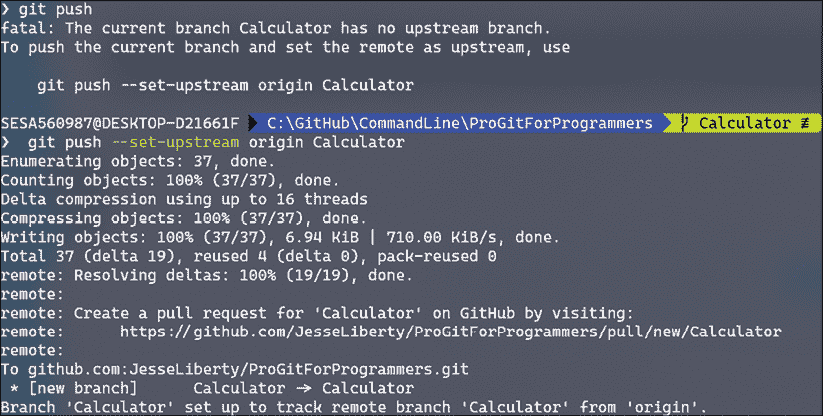 ❯ git push
fatal: The current branch Calculator has no upstream branch.
To push the current branch and set the remote as upstream, use
git push --set-upstream origin Calculator
SESA560987@DESKTOP-D21661F C:\GitHub\CommandLine\ProGitForProgrammers Calculator ≢
❯ git push --set-upstream origin Calculator
Enumerating objects: 37, done.
Counting objects: 100% (37/37), done.
Delta compression using up to 16 threads
Compressing objects: 100% (37/37), done.
Writing objects: 100% (37/37), 6.94 KiB | 710.00 KiB/s, done.
Total 37 (delta 19), reused 4 (delta 0), pack-reused 0
remote: Resolving deltas: 100% (19/19), done.
remote:
remote: Create a pull request for 'Calculator' on GitHub by visiting:
remote: https://github.com/JesseLiberty/ProGitForProgrammers/pull/new/Calculator
remote:
To github.com:JesseLiberty/ProGitForProgrammers.git
* [new branch] Calculator -> Calculator
Branch 'Calculator' set up to track remote branch 'Calculator' from 'origin'.